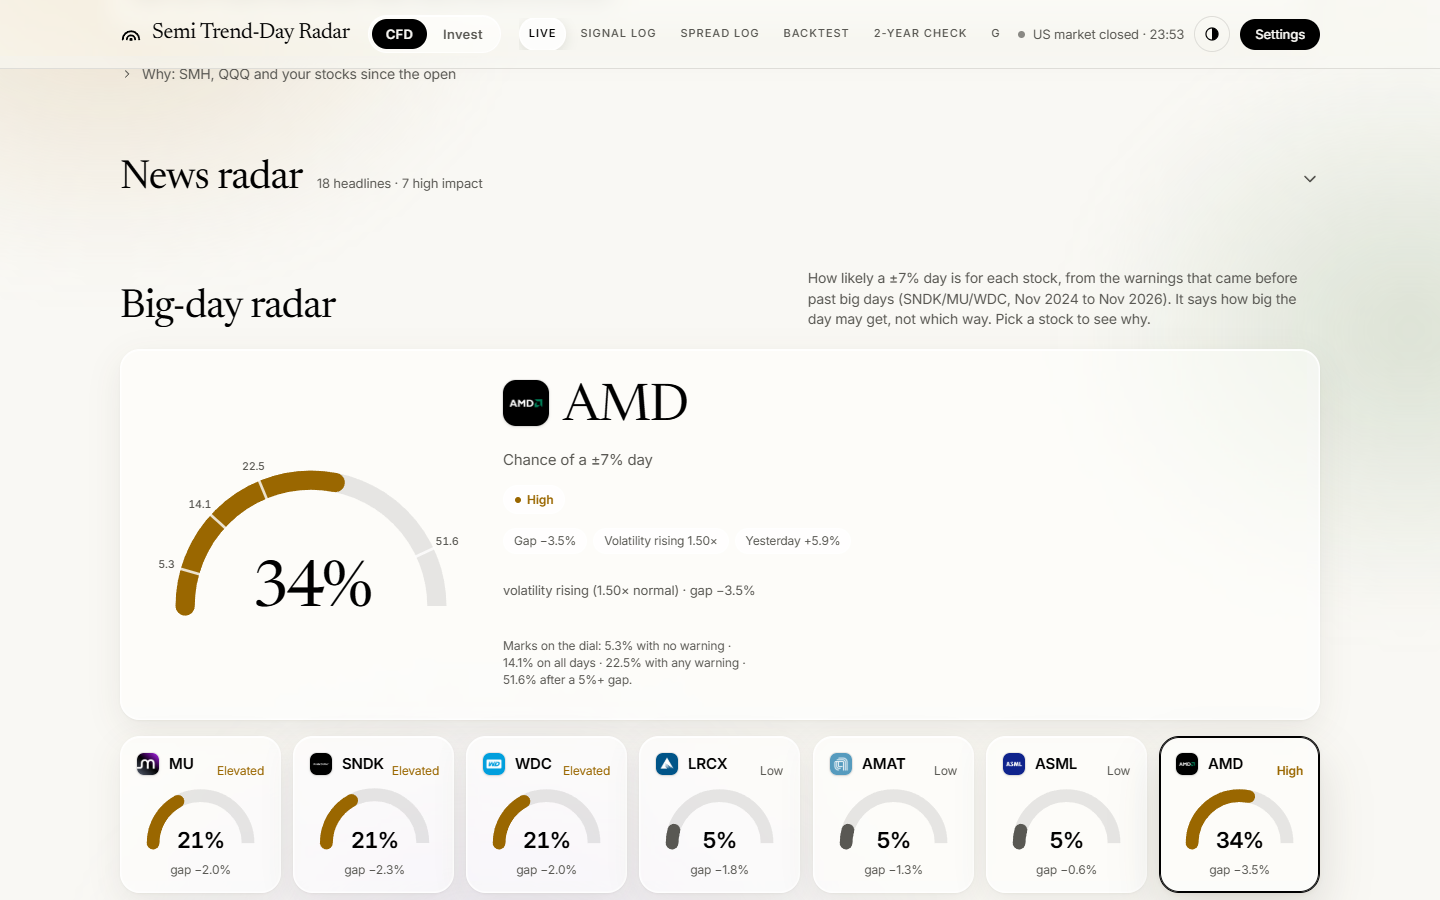 Semi Trend-Day Radar
CFD
Invest
LIVE
SIGNAL LOG
SPREAD LOG
BACKTEST
2-YEAR CHECK
G
US market closed · 23:53
Settings
Why: SMH, QQQ and your stocks since the open
News radar
18 headlines · 7 high impact
Big-day radar
How likely a ±7% day is for each stock, from the warnings that came before
past big days (SNDK/MU/WDC, Nov 2024 to Nov 2026). It says how big the
day may get, not which way. Pick a stock to see why.
AMD
AMD
Chance of a ±7% day
High
Gap −3.5%
Volatility rising 1.50×
Yesterday +5.9%
volatility rising (1.50× normal) · gap −3.5%
Marks on the dial: 5.3% with no warning ·
14.1% on all days · 22.5% with any warning ·
51.6% after a 5%+ gap.
5.3
14.1
22.5
51.6
34%
MU
Elevated
21%
gap −2.0%
SNDK
Elevated
21%
gap −2.3%
WD
WDC
Elevated
21%
gap −2.0%
LRCX
Low
5%
gap −1.8%
AMAT
Low
5%
gap −1.3%
ASML
ASML
Low
5%
gap −0.6%
AMD
AMD
High
34%
gap −3.5%